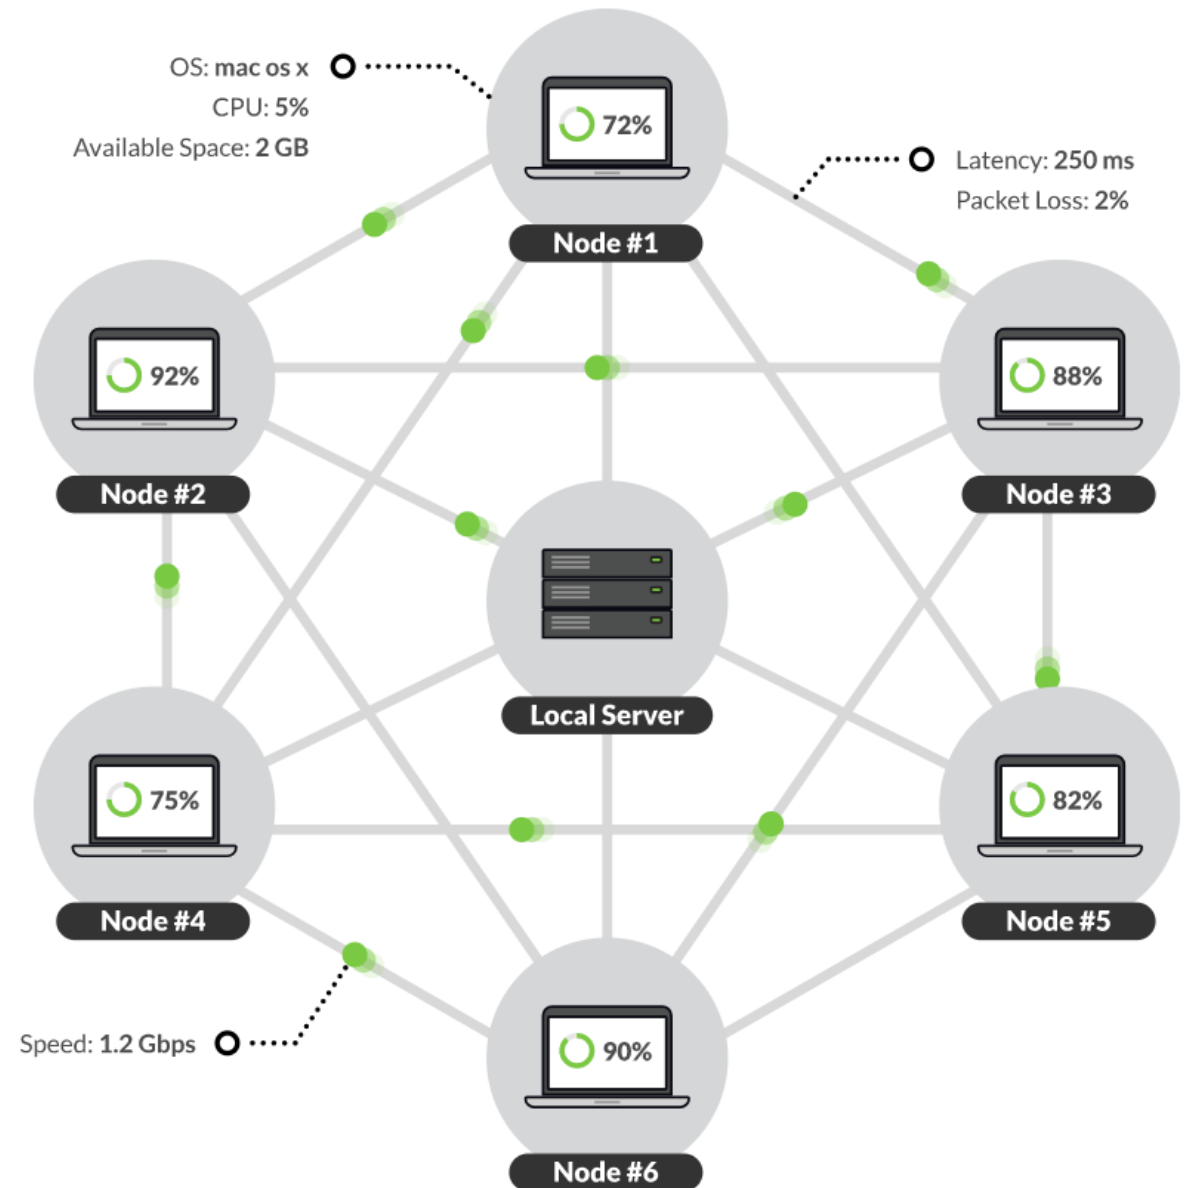 OS: mac os x
CPU: 5%
Available Space: 2 GB
72%
Latency: 250 ms
Packet Loss: 2%
Node #1
92%
88%
Node #2
Node #3
Local Server
75%
82%
Node #4
Node #5
Speed: 1.2 Gbps
90%
Node #6